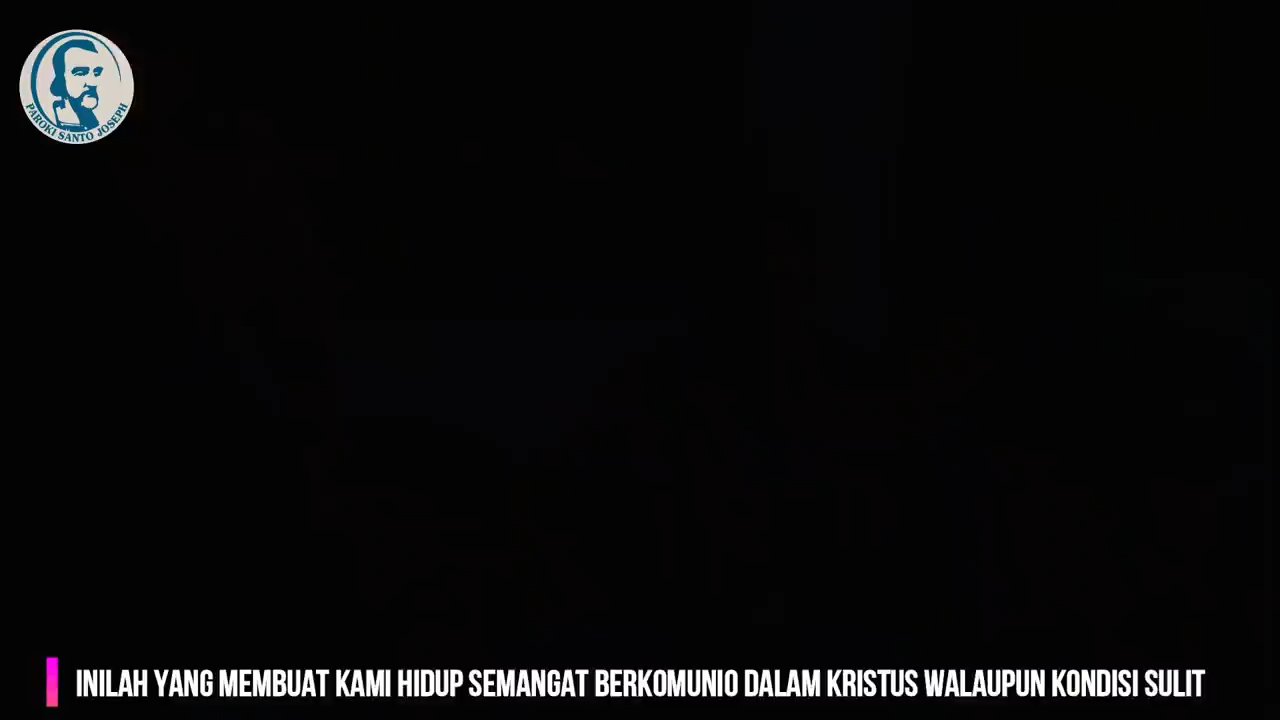 PAROKI SANTO JOSEPH
INILAH YANG MEMBUAT KAMI HIDUP SEMANGAT BERKOMUNIO DALAM KRISTUS WALAUPUN KONDISI SULIT